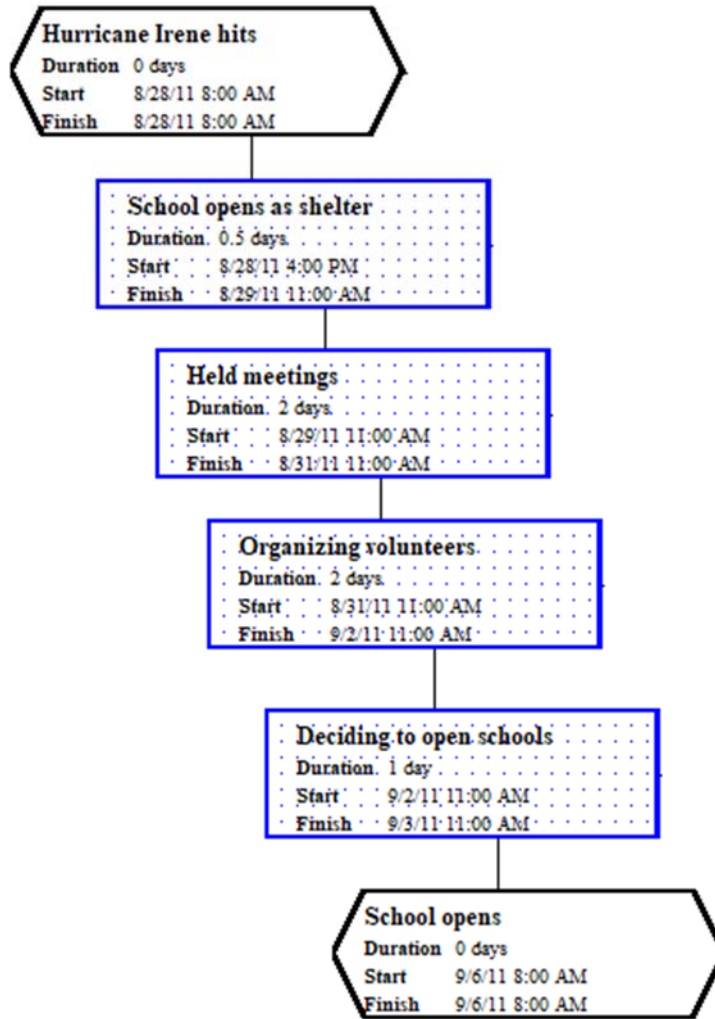 Hurricane Irene hits
Duration 0 days
Start 8/28/11 8:00 AM
Finish 8/28/11 8:00 AM
School opens as shelter
Duration 0.5 days
Start 8/28/11 4:00 PM
Finish 8/29/11 11:00 AM
Held meetings
Duration 2 days
Start 8/29/11 11:00 AM
Finish 8/31/11 11:00 AM
Organizing volunteers
Duration 2 days
Start 8/31/11 11:00 AM
Finish 9/2/11 11:00 AM
Deciding to open schools
Duration 1 day
Start 9/2/11 11:00 AM
Finish 9/3/11 11:00 AM
School opens
Duration 0 days
Start 9/6/11 8:00 AM
Finish 9/6/11 8:00 AM